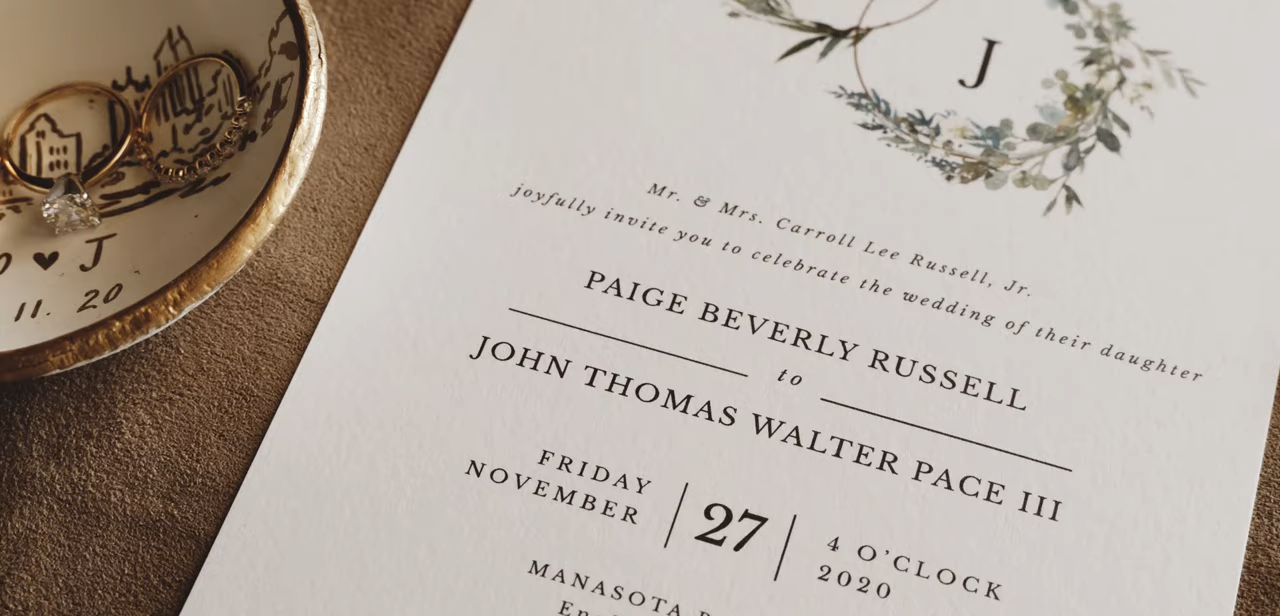 ♥ J
11. 20
J
Mr. & Mrs. Carroll Lee Russell, Jr.
joyfully invite you to celebrate the wedding of their daughter
PAIGE BEVERLY RUSSELL
to
JOHN THOMAS WALTER PACE III
FRIDAY
NOVEMBER
27
4 O'CLOCK
2020
MANASOTA